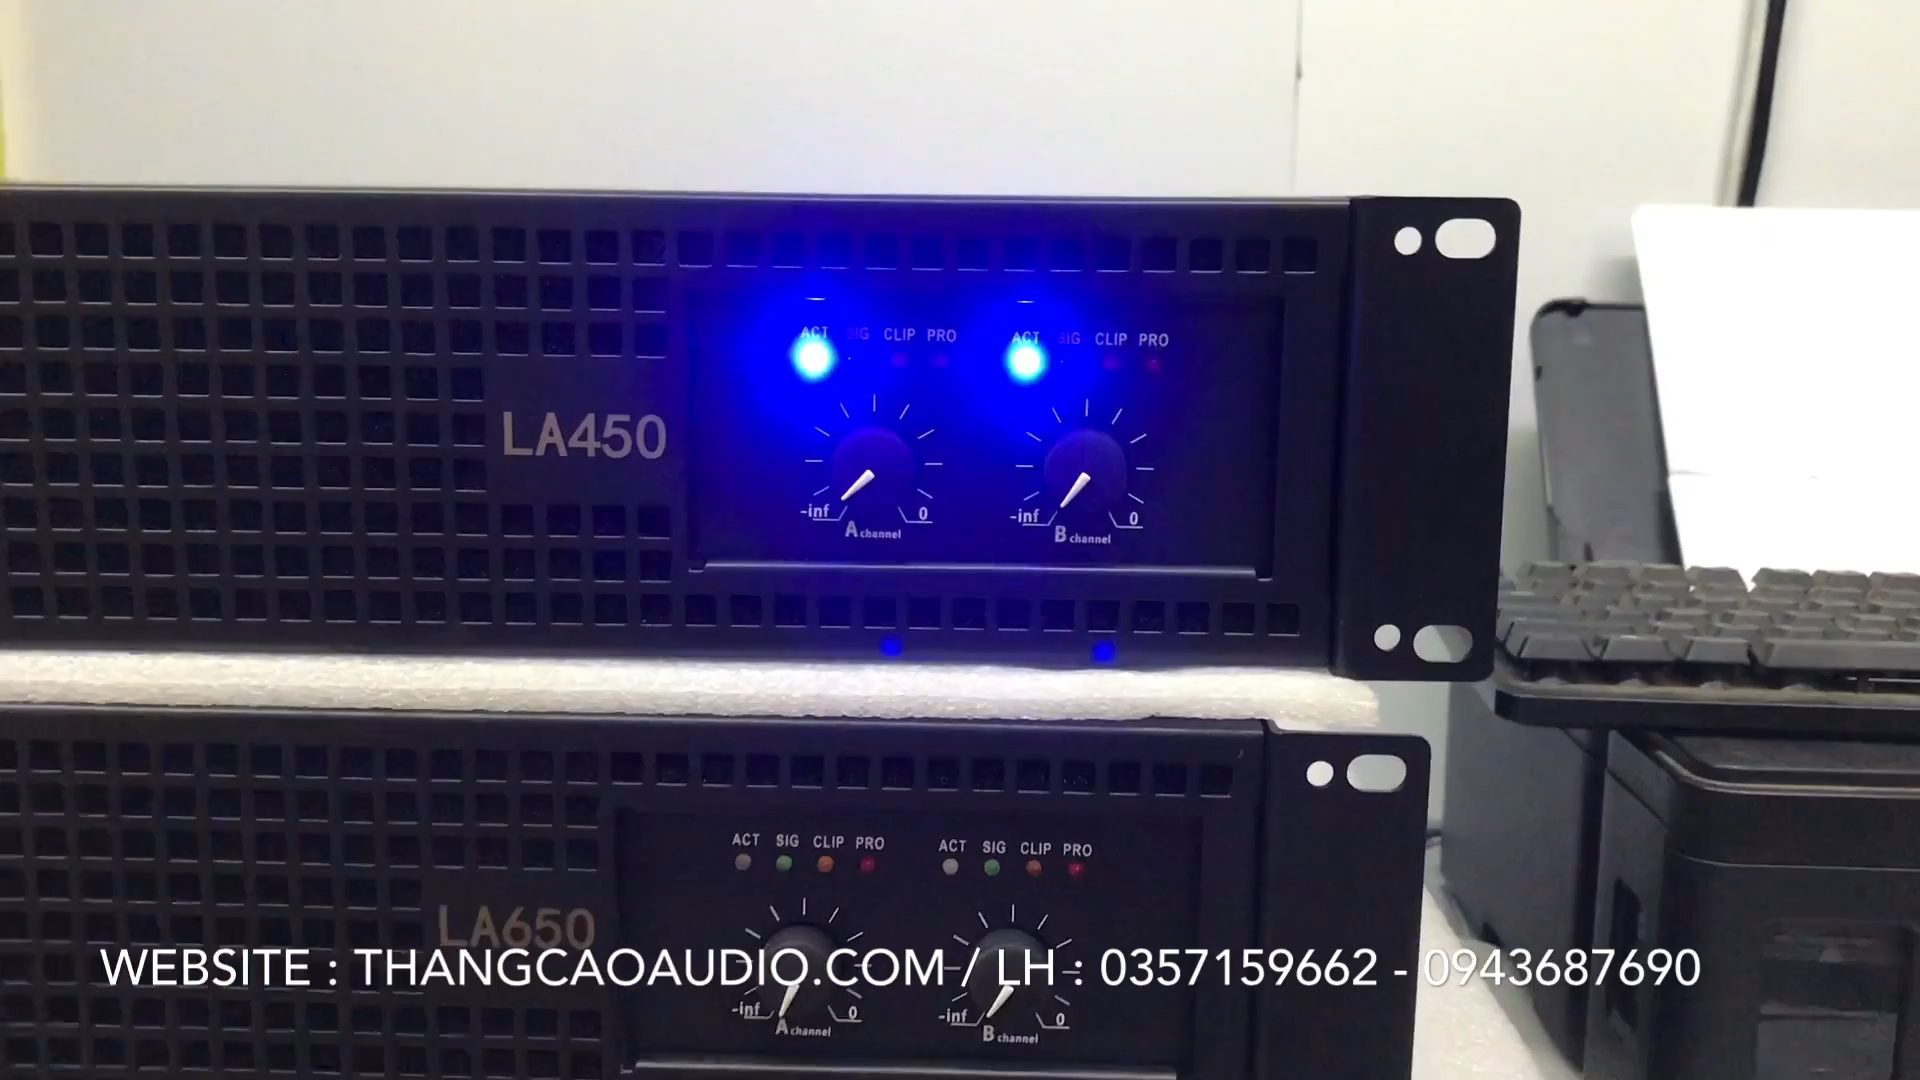 ACT SIG CLIP PRO ACT SIG CLIP PRO
LA450
-inf 0 -inf 0
A channel B channel
ACT SIG CLIP PRO ACT SIG CLIP PRO
LA650
WEBSITE : THANGCAOAUDIO.COM / LH : 0357159662 - 0943687690
-inf 0 -inf 0
A channel B channel